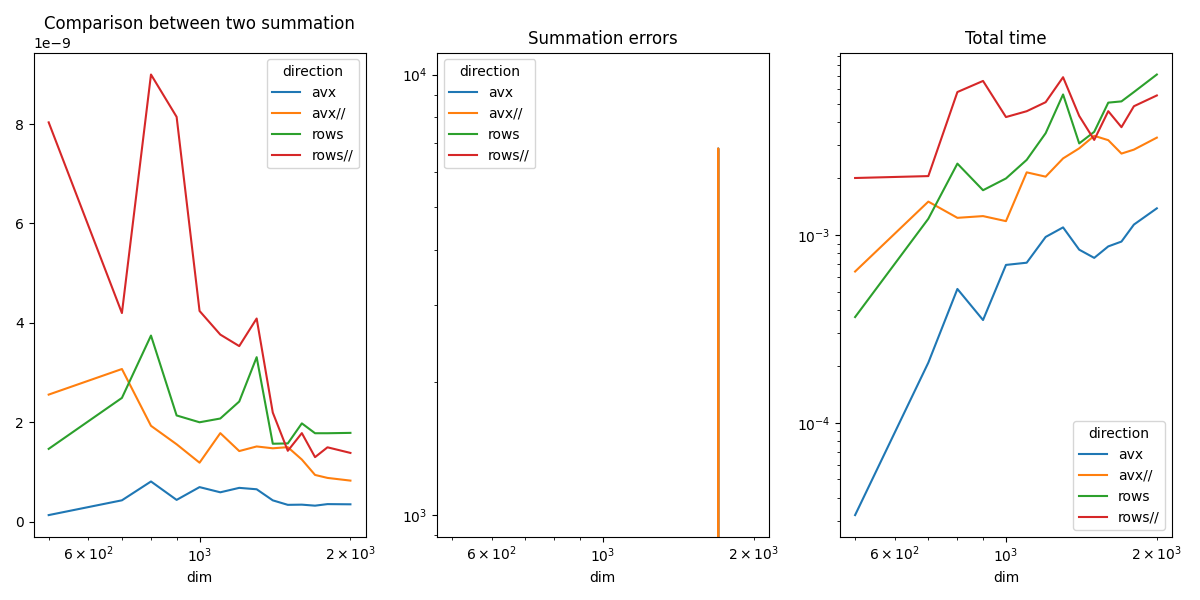 Comparison between two summation
1e−9
direction
avx
avx//
rows
rows//
8
6
4
2
0
6 × 10²
10³
2 × 10³
dim
Summation errors
direction
avx
avx//
rows
rows//
10⁴
10³
6 × 10²
10³
2 × 10³
dim
Total time
10⁻³
10⁻⁴
direction
avx
avx//
rows
rows//
6 × 10²
10³
2 × 10³
dim